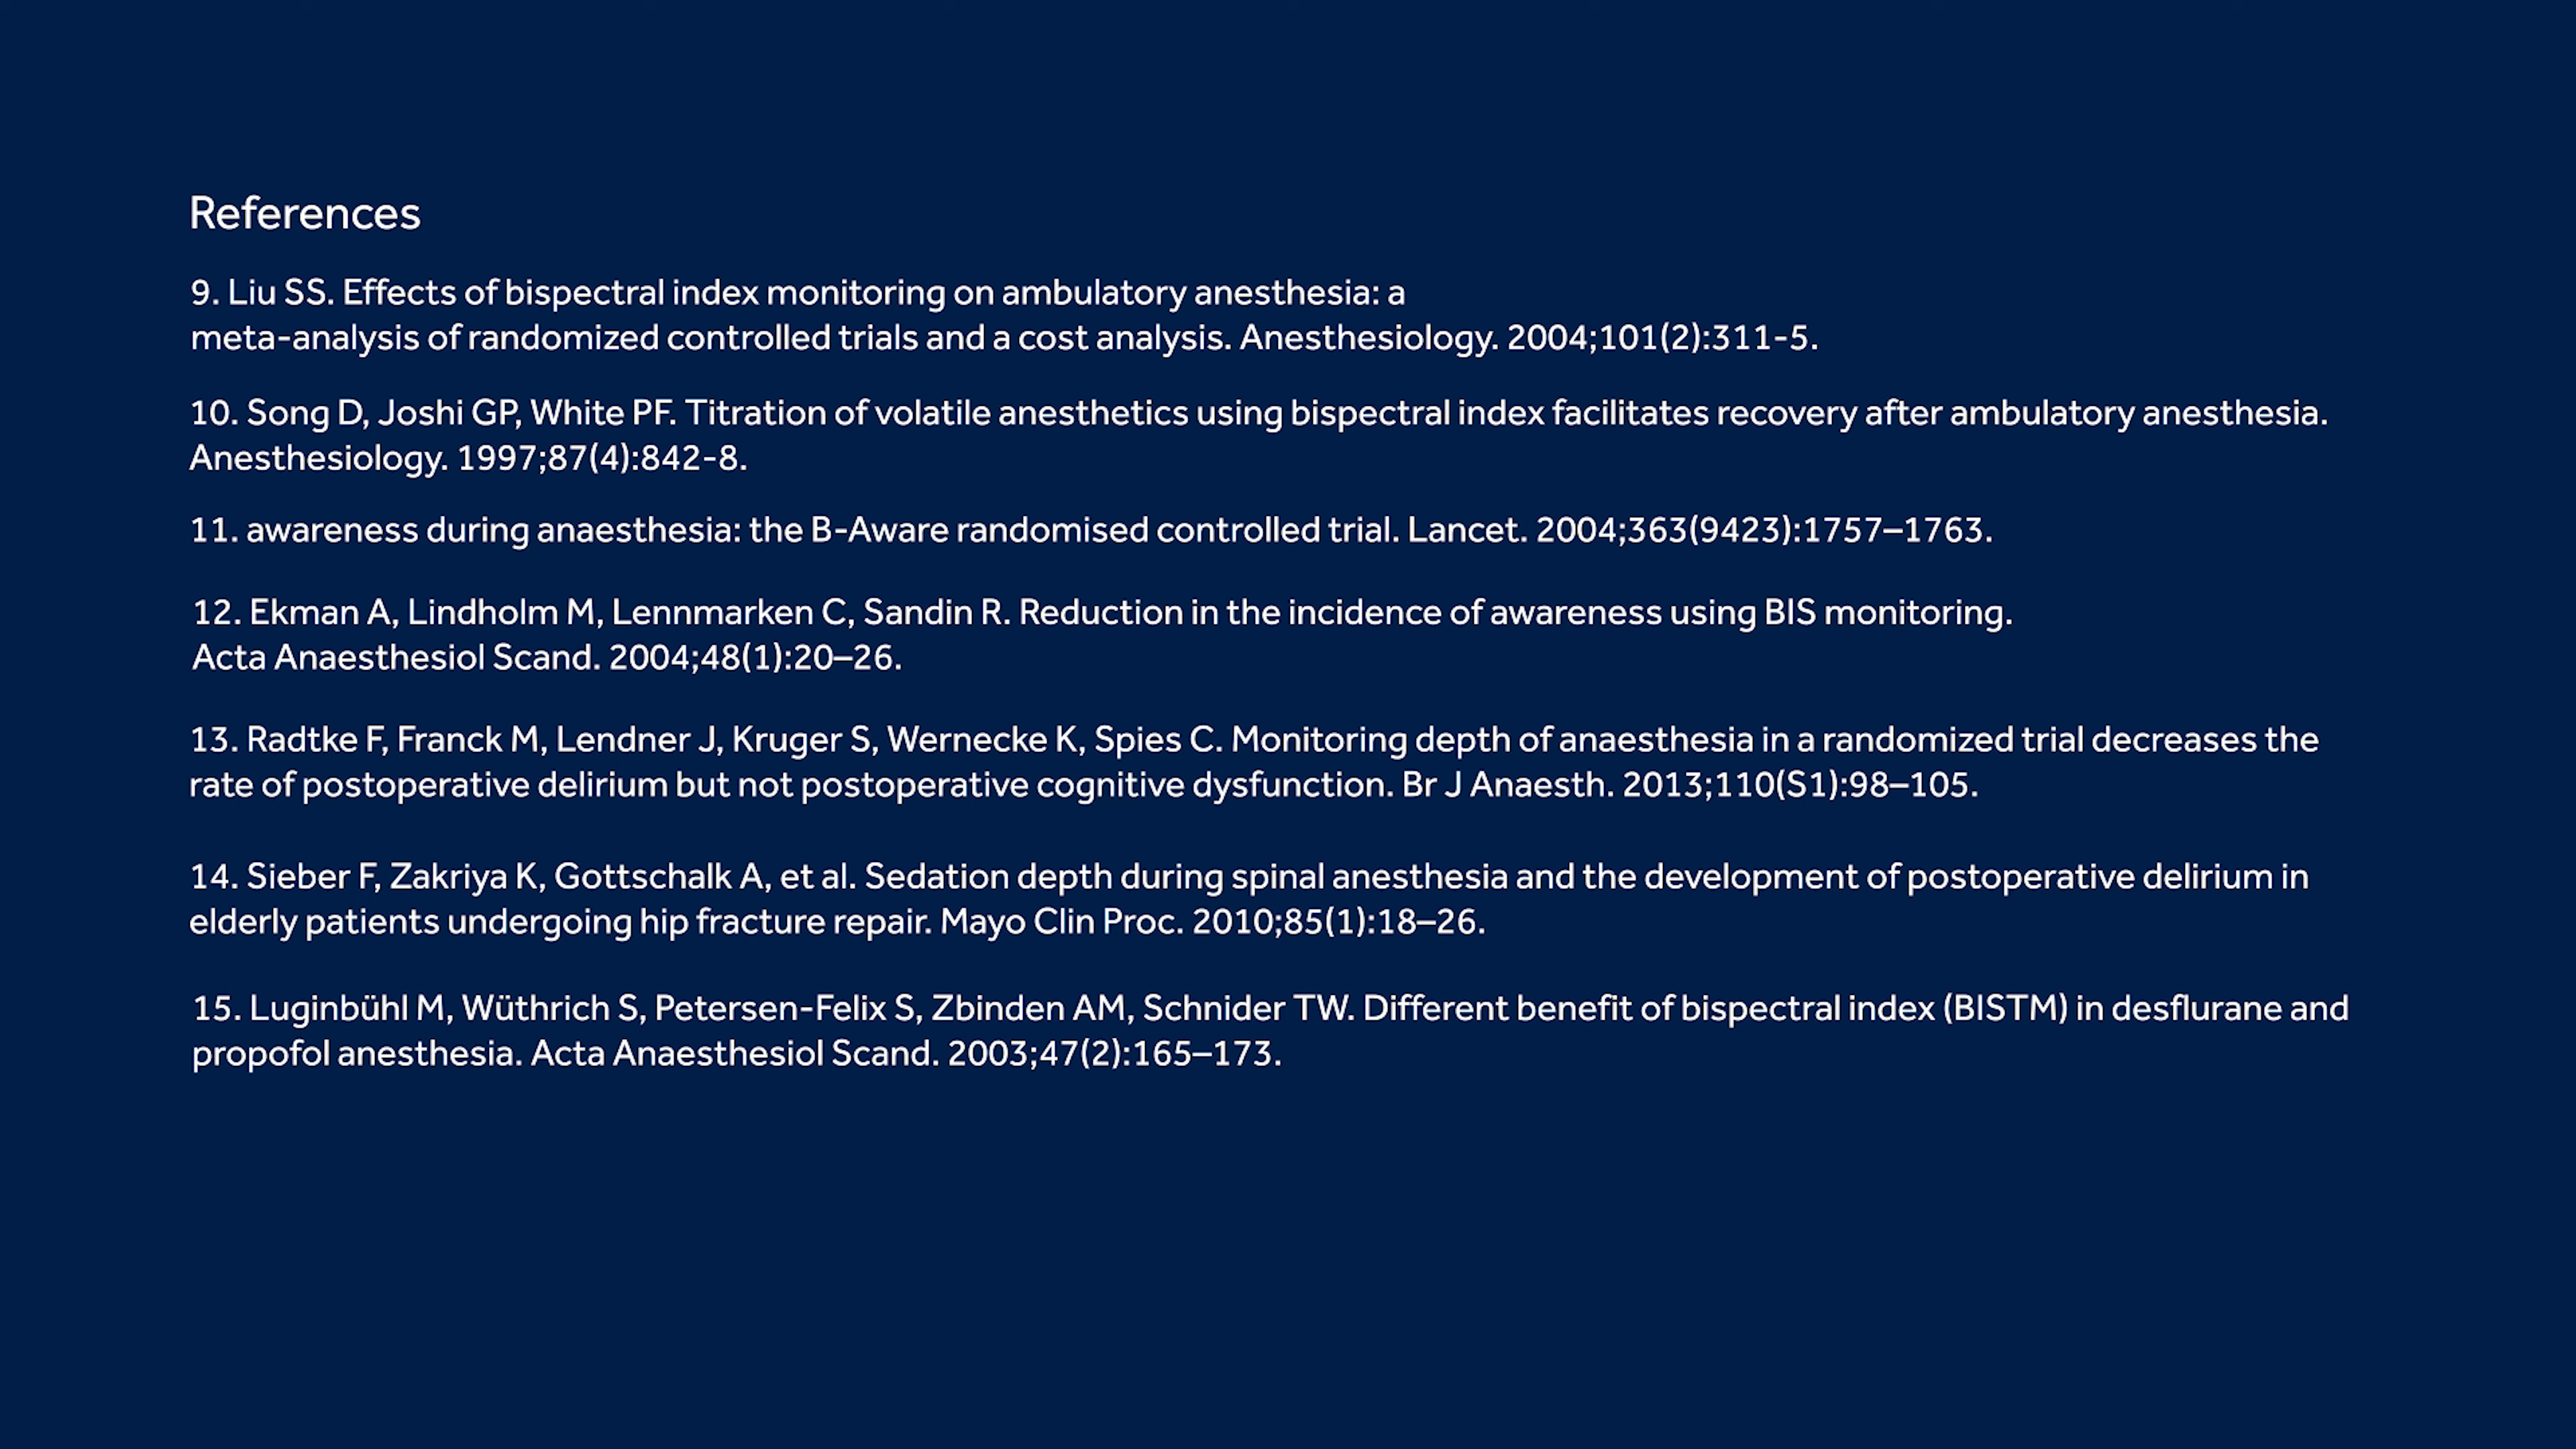 References
9. Liu SS. Effects of bispectral index monitoring on ambulatory anesthesia: a
meta-analysis of randomized controlled trials and a cost analysis. Anesthesiology. 2004;101(2):311-5.
10. Song D, Joshi GP, White PF. Titration of volatile anesthetics using bispectral index facilitates recovery after ambulatory anesthesia.
Anesthesiology. 1997;87(4):842-8.
11. awareness during anaesthesia: the B-Aware randomised controlled trial. Lancet. 2004;363(9423):1757–1763.
12. Ekman A, Lindholm M, Lennmarken C, Sandin R. Reduction in the incidence of awareness using BIS monitoring.
Acta Anaesthesiol Scand. 2004;48(1):20–26.
13. Radtke F, Franck M, Lendner J, Kruger S, Wernecke K, Spies C. Monitoring depth of anaesthesia in a randomized trial decreases the
rate of postoperative delirium but not postoperative cognitive dysfunction. Br J Anaesth. 2013;110(S1):98–105.
14. Sieber F, Zakriya K, Gottschalk A, et al. Sedation depth during spinal anesthesia and the development of postoperative delirium in
elderly patients undergoing hip fracture repair. Mayo Clin Proc. 2010;85(1):18–26.
15. Luginbühl M, Wüthrich S, Petersen-Felix S, Zbinden AM, Schnider TW. Different benefit of bispectral index (BISTM) in desflurane and
propofol anesthesia. Acta Anaesthesiol Scand. 2003;47(2):165–173.